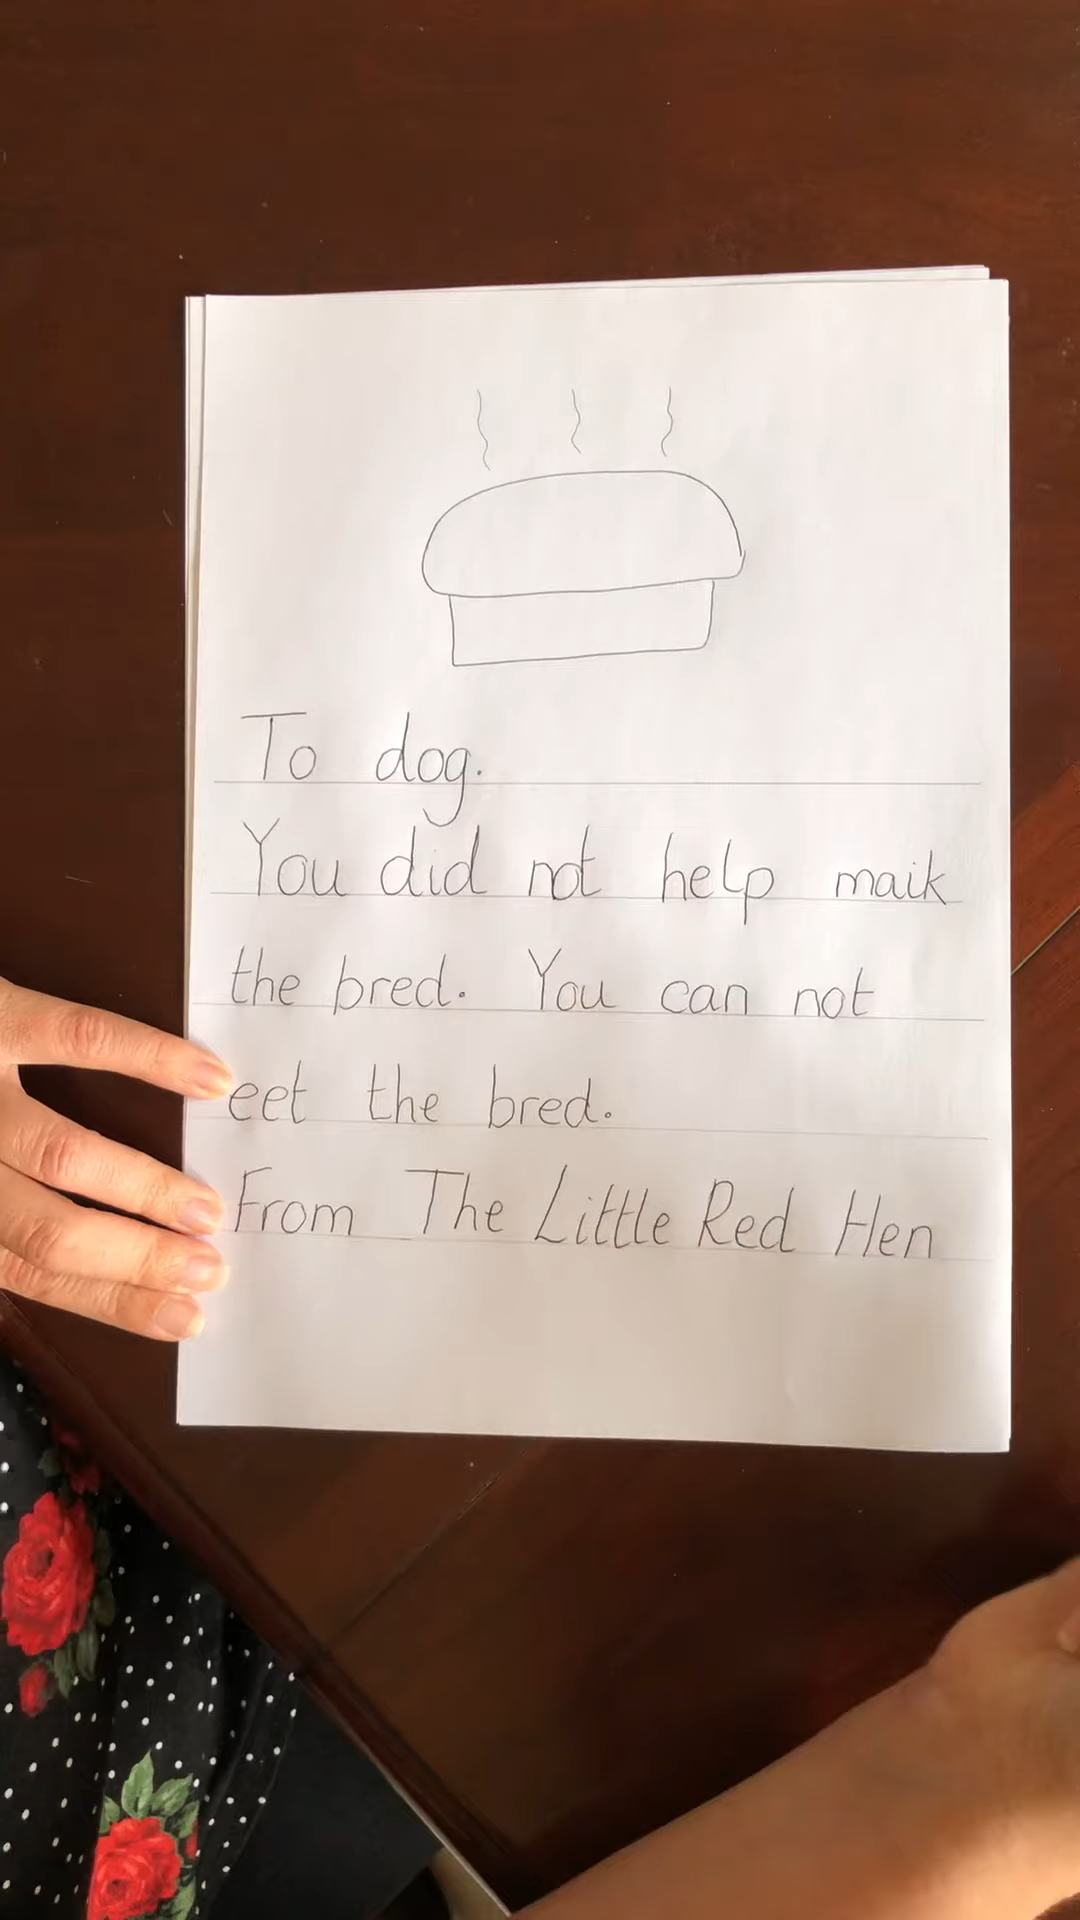 To dog.
You did not help maik
the bred. You can not
eet the bred.
From The Little Red Hen